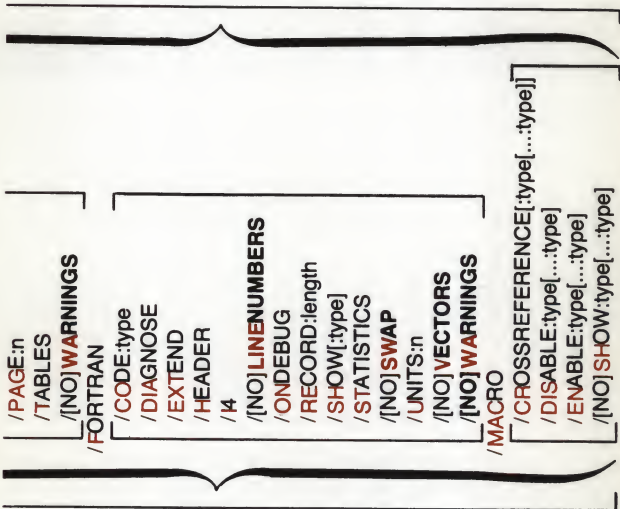 /PAGE:n
/TABLES
/[NO]WARNINGS
/FORTRAN
/CODE:type
/DIAGNOSE
/EXTEND
/HEADER
/I4
/[NO]LINENUMBERS
/ONDEBUG
/RECORD:length
/SHOW[:type]
/STATISTICS
/[NO]SWAP
/UNITS:n
/[NO]VECTORS
/[NO]WARNINGS
/MACRO
/CROSSREFERENCE[:type[...:type]]
/DISABLE:type[...:type]
/ENABLE:type[...:type]
/[NO]SHOW:type[...:type]